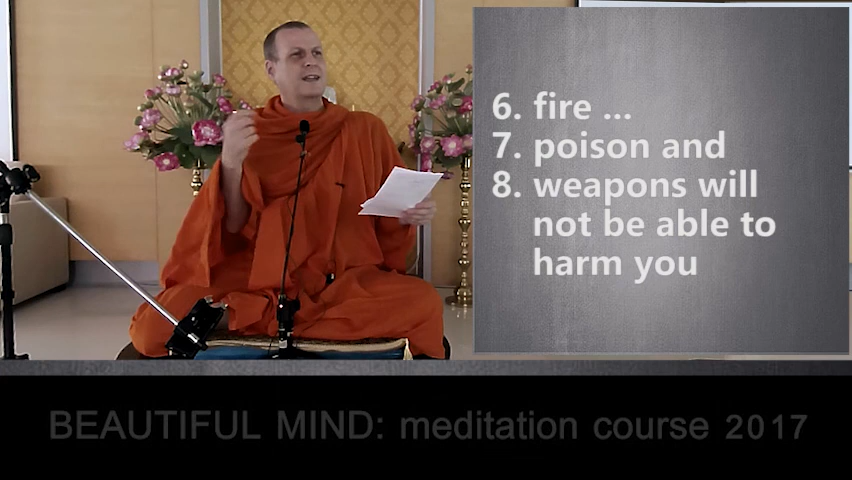 6. fire ...
7. poison and
8. weapons will
not be able to
harm you
BEAUTIFUL MIND: meditation course 2017